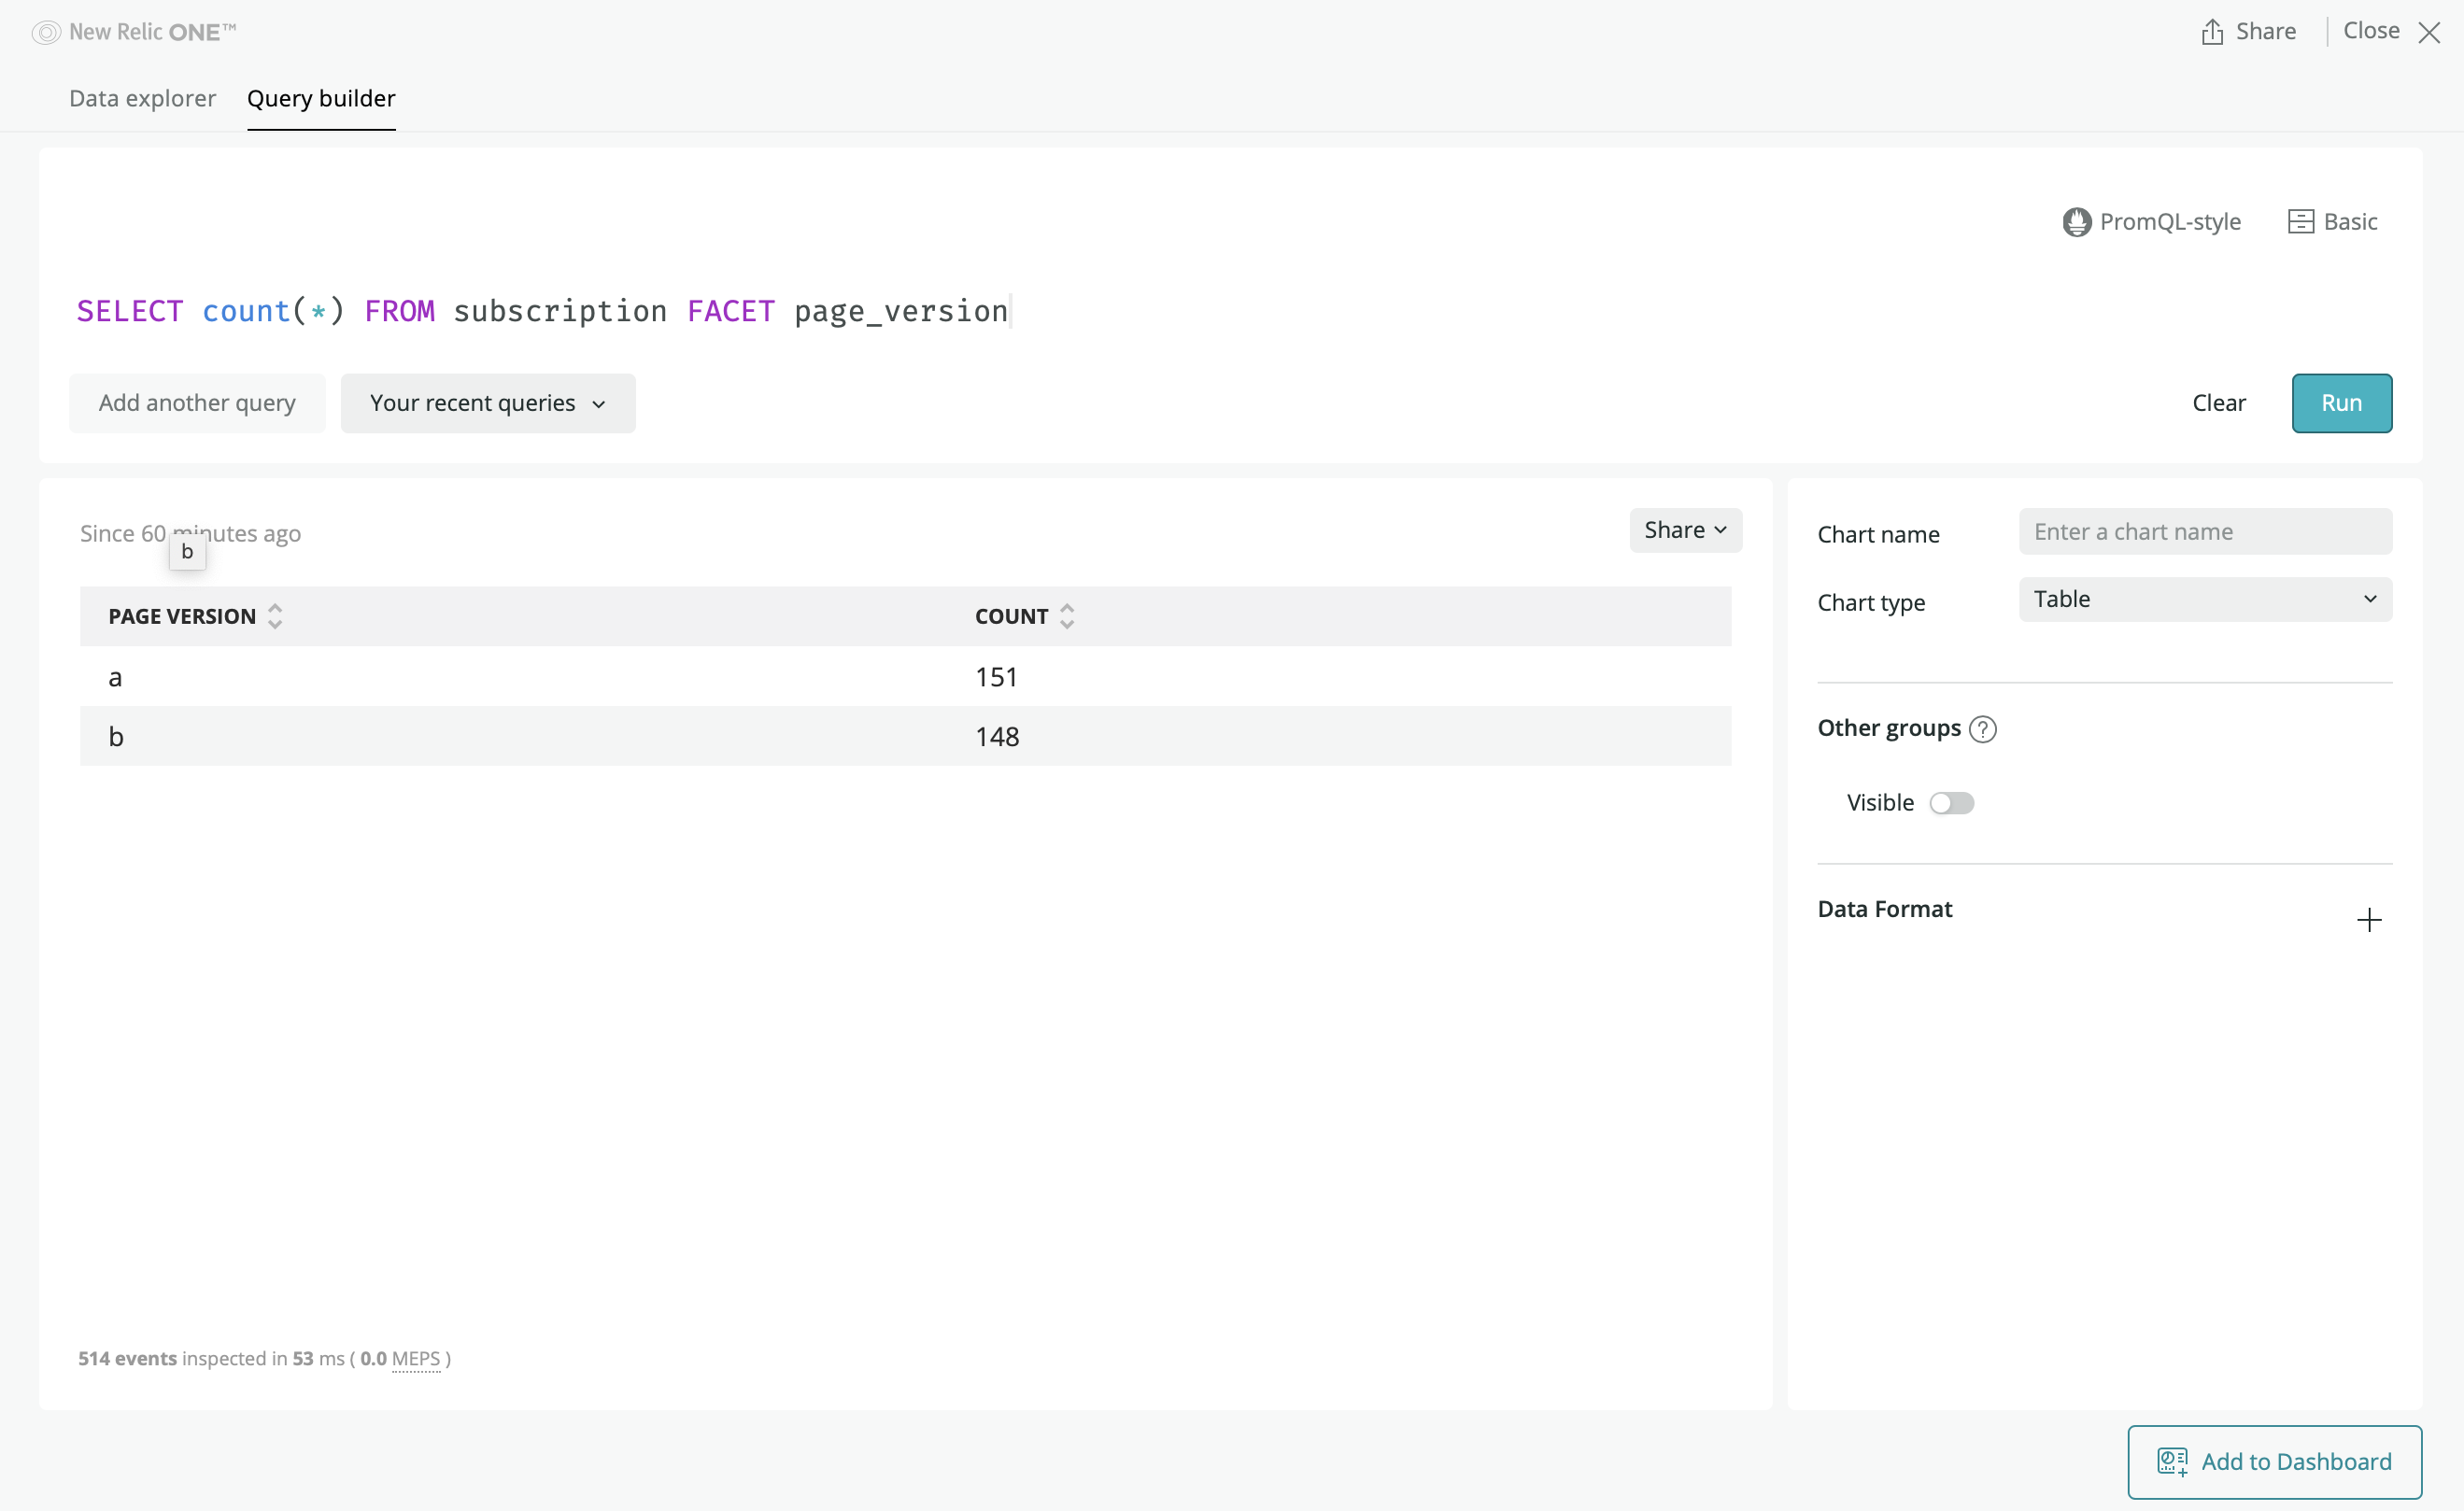 New Relic ONE™
Share
Close
Data explorer
Query builder
PromQL-style
Basic
SELECT count(*) FROM subscription FACET page_version
Add another query
Your recent queries
Clear
Run
Since 60 minutes ago
b
Share
PAGE VERSION
COUNT
a
151
b
148
514 events inspected in 53 ms ( 0.0 MEPS )
Chart name
Enter a chart name
Chart type
Table
Other groups ?
Visible
Data Format
Add to Dashboard